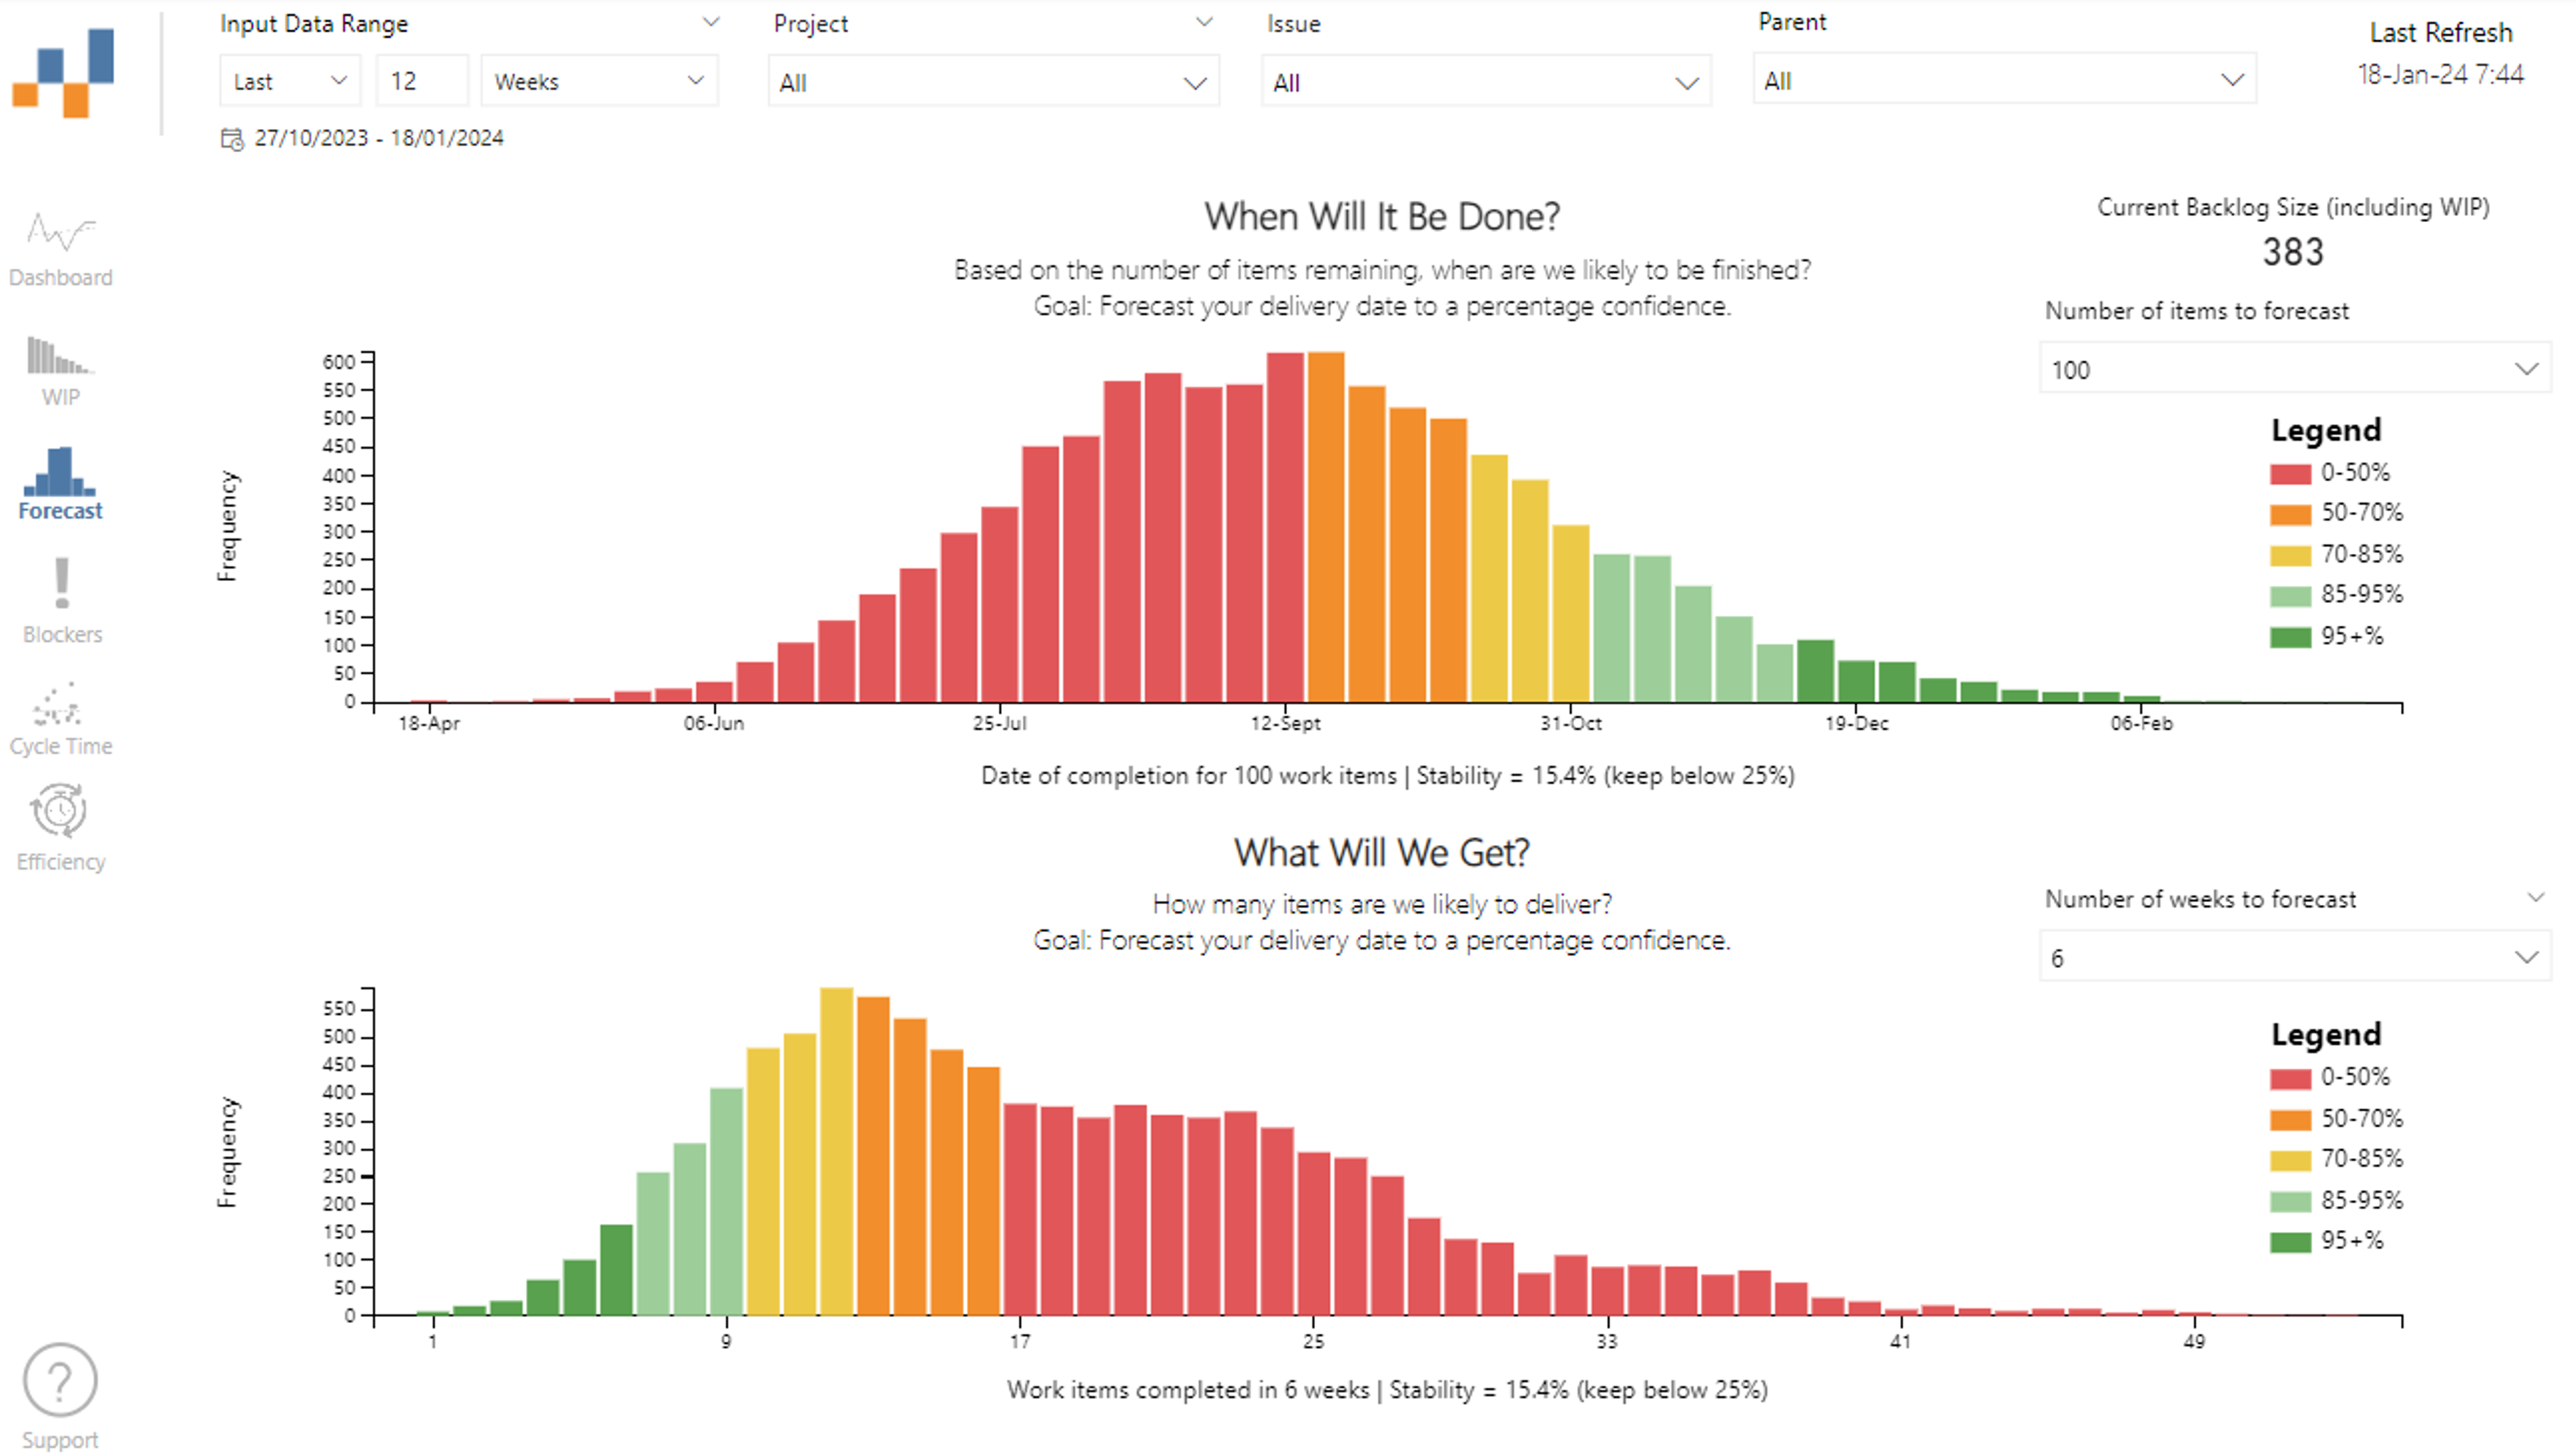 Input Data Range
Project
Issue
Parent
Last Refresh
Last
12
Weeks
All
All
All
18-Jan-24 7:44
27/10/2023 - 18/01/2024
Dashboard
WIP
Forecast
Blockers
Cycle Time
Efficiency
Support
When Will It Be Done?
Based on the number of items remaining, when are we likely to be finished?
Goal: Forecast your delivery date to a percentage confidence.
Current Backlog Size (including WIP)
383
Number of items to forecast
100
Legend
0-50%
50-70%
70-85%
85-95%
95+%
Frequency
600
550
500
450
400
350
300
250
200
150
100
50
0
18-Apr
06-Jun
25-Jul
12-Sept
31-Oct
19-Dec
06-Feb
Date of completion for 100 work items | Stability = 15.4% (keep below 25%)
What Will We Get?
How many items are we likely to deliver?
Goal: Forecast your delivery date to a percentage confidence.
Number of weeks to forecast
6
Legend
0-50%
50-70%
70-85%
85-95%
95+%
Frequency
550
500
450
400
350
300
250
200
150
100
50
0
1
9
17
25
33
41
49
Work items completed in 6 weeks | Stability = 15.4% (keep below 25%)